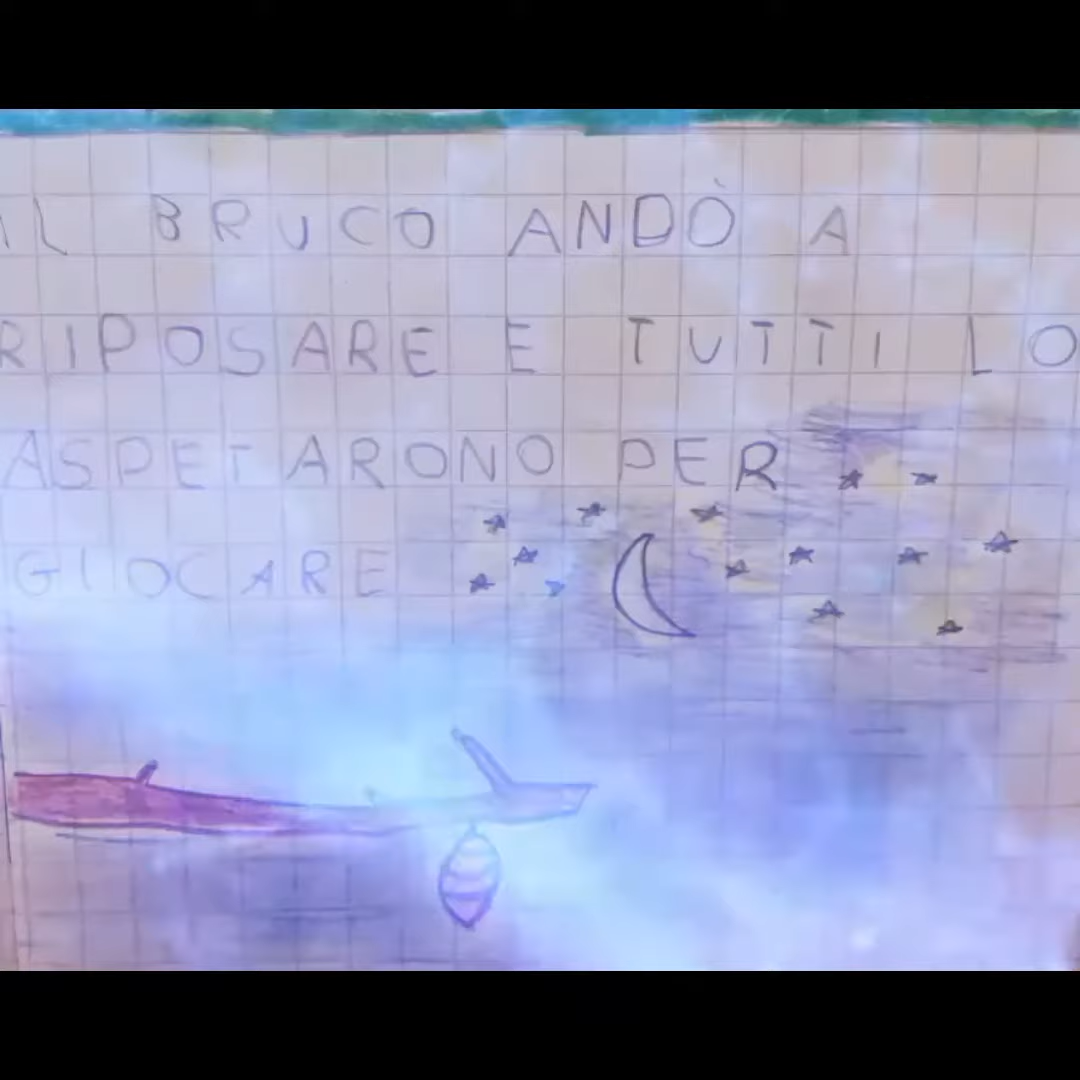 IL BRUCO ANDÒ A
RIPOSARE E TUTTI LO
ASPETARONO PER
GIOCARE